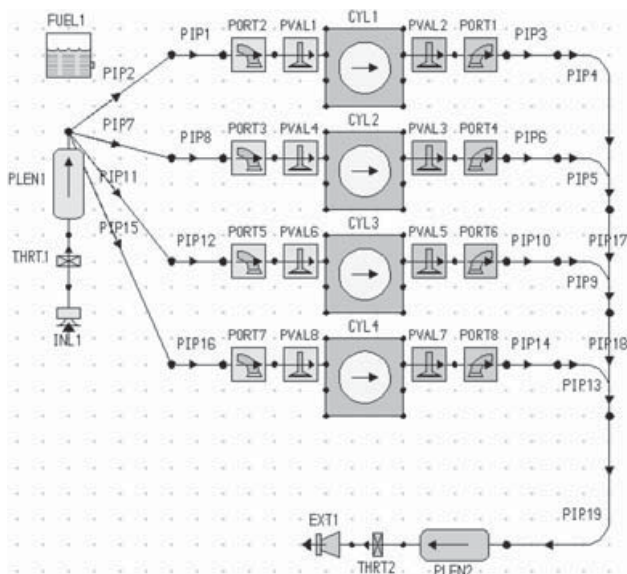 FUEL1
PIP1 PORT2 PVAL1 CYL1 PVAL2 PORT1 PIP3
PIP2 PIP4
PIP7
PIP8 PORT3 PVAL4 CYL2 PVAL3 PORT4 PIP6
PLEN1 PIP11 PIP5
PIP15
PIP12 PORT5 PVAL6 CYL3 PVAL5 PORT6 PIP10 PIP17
THRT1 PIP9
INL1 PIP16 PORT7 PVAL8 CYL4 PVAL7 PORT8 PIP14 PIP18
PIP13
EXT1 PIP19
THRT2 PLEN2